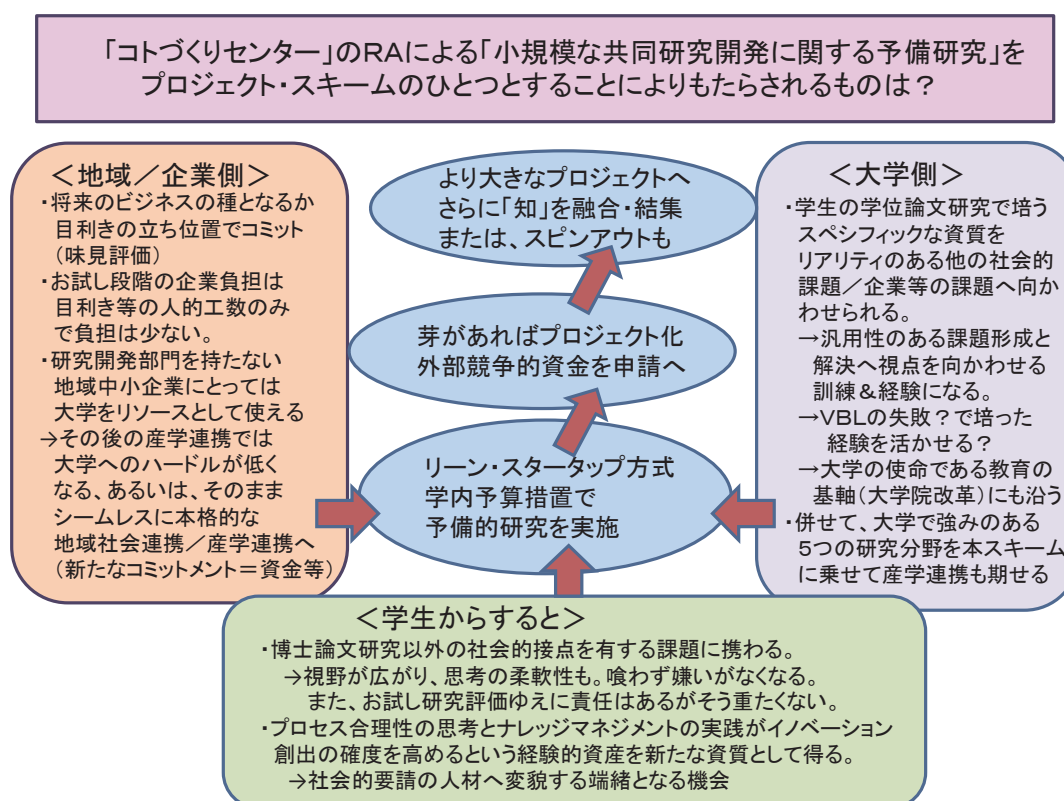 「コトづくりセンター」のRAによる「小規模な共同研究開発に関する予備研究」を
プロジェクト・スキームのひとつとすることによりもたらされるものは？
＜地域／企業側＞
・将来のビジネスの種となるか
目利きの立ち位置でコミット
（味見評価）
・お試し段階の企業負担は
目利き等の人的工数のみ
で負担は少ない。
・研究開発部門を持たない
地域中小企業にとっては
大学をリソースとして使える
→その後の産学連携では
大学へのハードルが低く
なる、あるいは、そのまま
シームレスに本格的な
地域社会連携／産学連携へ
（新たなコミットメント＝資金等）
より大きなプロジェクトへ
さらに「知」を融合・結集
または、スピンアウトも
芽があればプロジェクト化
外部競争的資金を申請へ
リーン・スタータップ方式
学内予算措置で
予備的研究を実施
＜大学側＞
・学生の学位論文研究で培う
スペシフィックな資質を
リアリティのある他の社会的
課題／企業等の課題へ向か
わせられる。
→汎用性のある課題形成と
解決へ視点を向かわせる
訓練＆経験になる。
→VBLの失敗？で培った
経験を活かせる？
→大学の使命である教育の
基軸（大学院改革）にも沿う
・併せて、大学で強みのある
５つの研究分野を本スキーム
に乗せて産学連携も期せる
＜学生からすると＞
・博士論文研究以外の社会的接点を有する課題に携わる。
→視野が広がり、思考の柔軟性も。喰わず嫌いがなくなる。
また、お試し研究評価ゆえに責任はあるがそう重たくない。
・プロセス合理性の思考とナレッジマネジメントの実践がイノベーション
創出の確度を高めるという経験的資産を新たな資質として得る。
→社会的要請の人材へ変貌する端緒となる機会